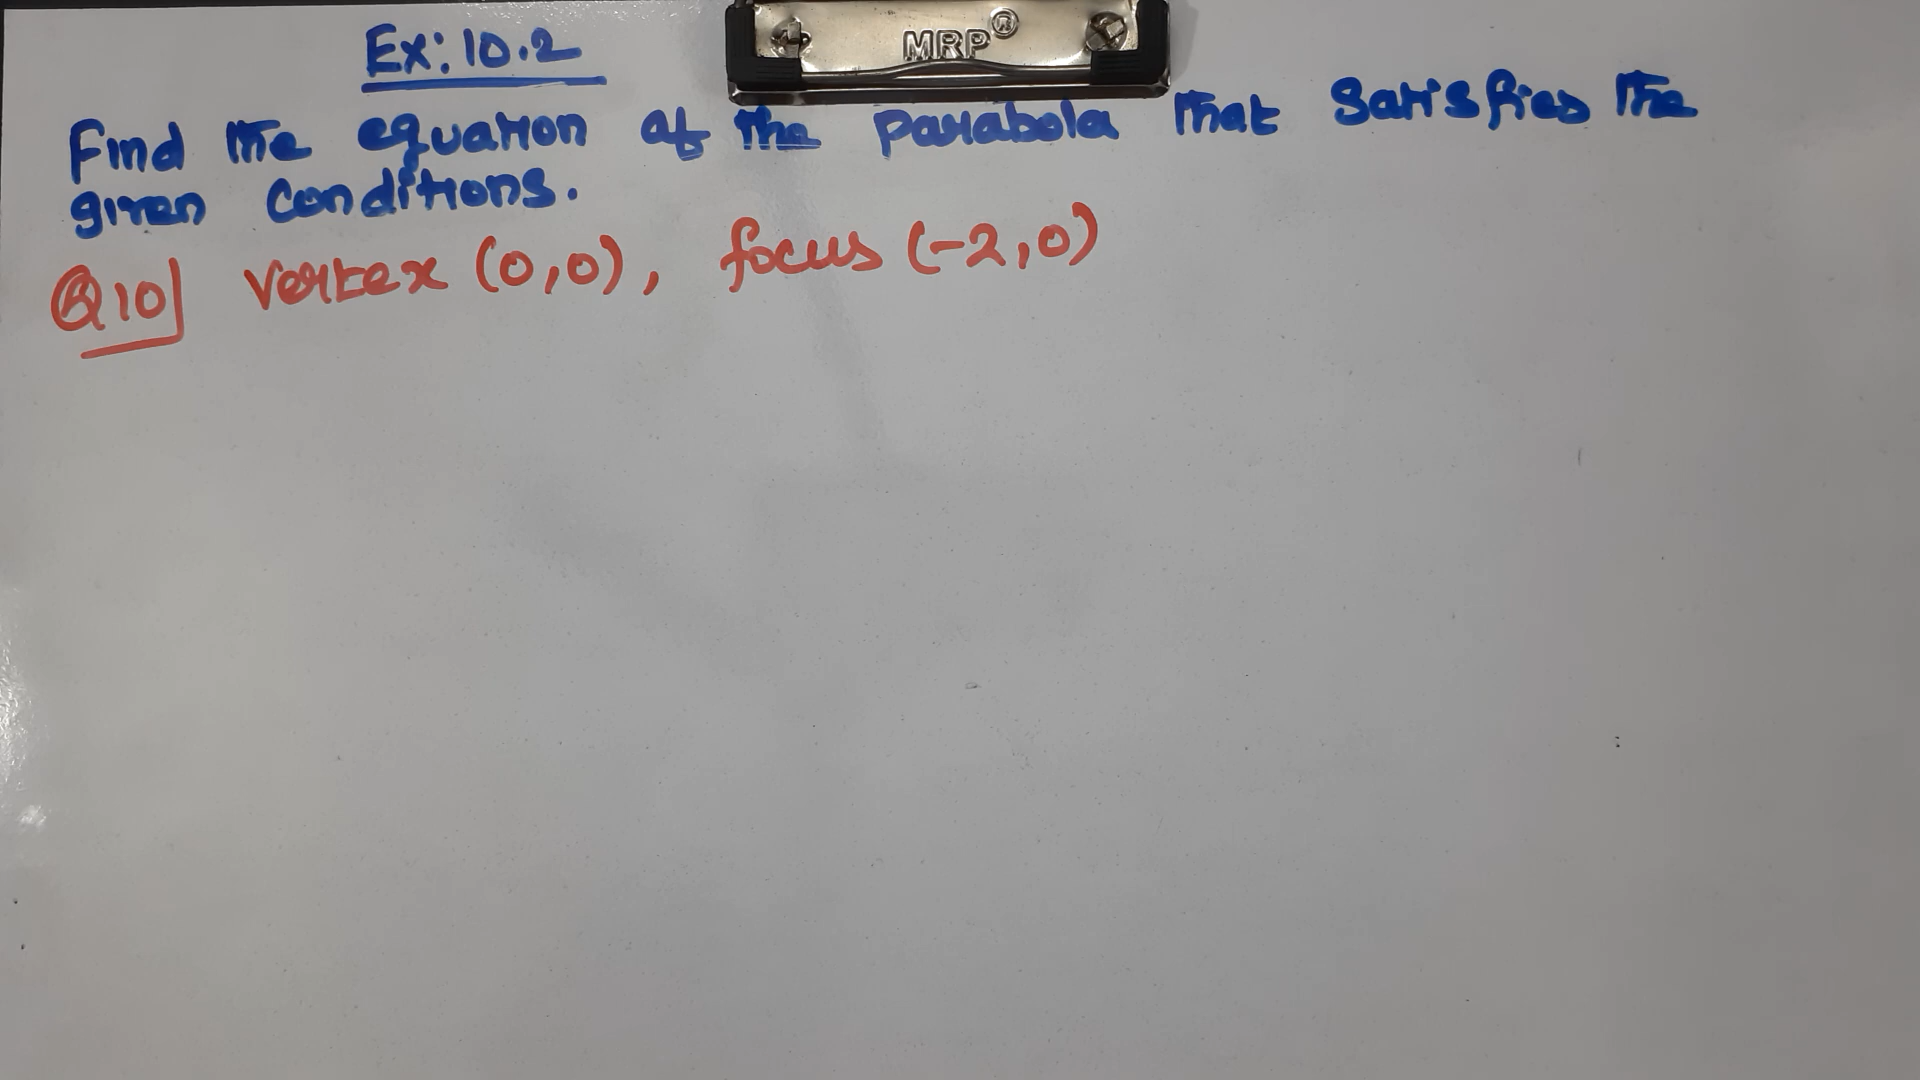 Ex: 10.2
MRP®
Find the equation of the parabola that satisfies the
given conditions.
Q10] vertex (0,0), focus (-2,0)